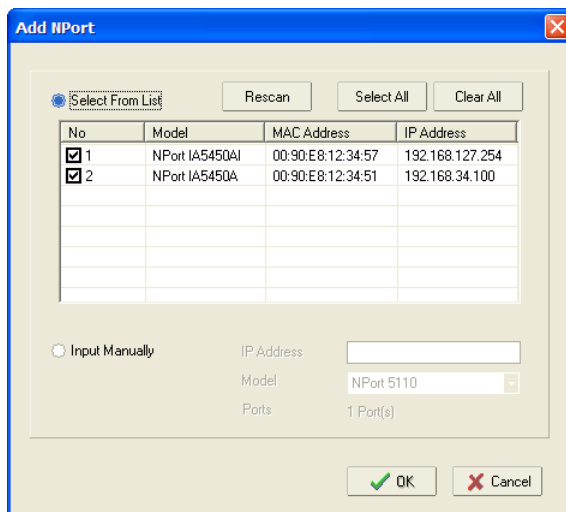 Add NPort
Select From List Rescan Select All Clear All
No Model MAC Address IP Address
1 NPort IA5450AI 00:90:E8:12:34:57 192.168.127.254
2 NPort IA5450A 00:90:E8:12:34:51 192.168.34.100
Input Manually IP Address
Model NPort 5110
Ports 1 Port(s)
OK Cancel